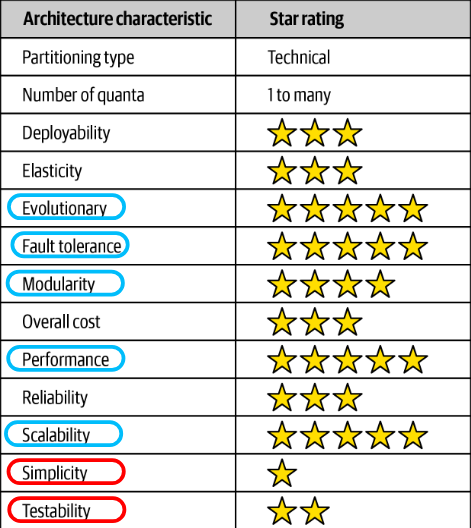 Architecture characteristic Star rating
Partitioning type Technical
Number of quanta 1 to many
Deployability
Elasticity
Evolutionary
Fault tolerance
Modularity
Overall cost
Performance
Reliability
Scalability
Simplicity
Testability